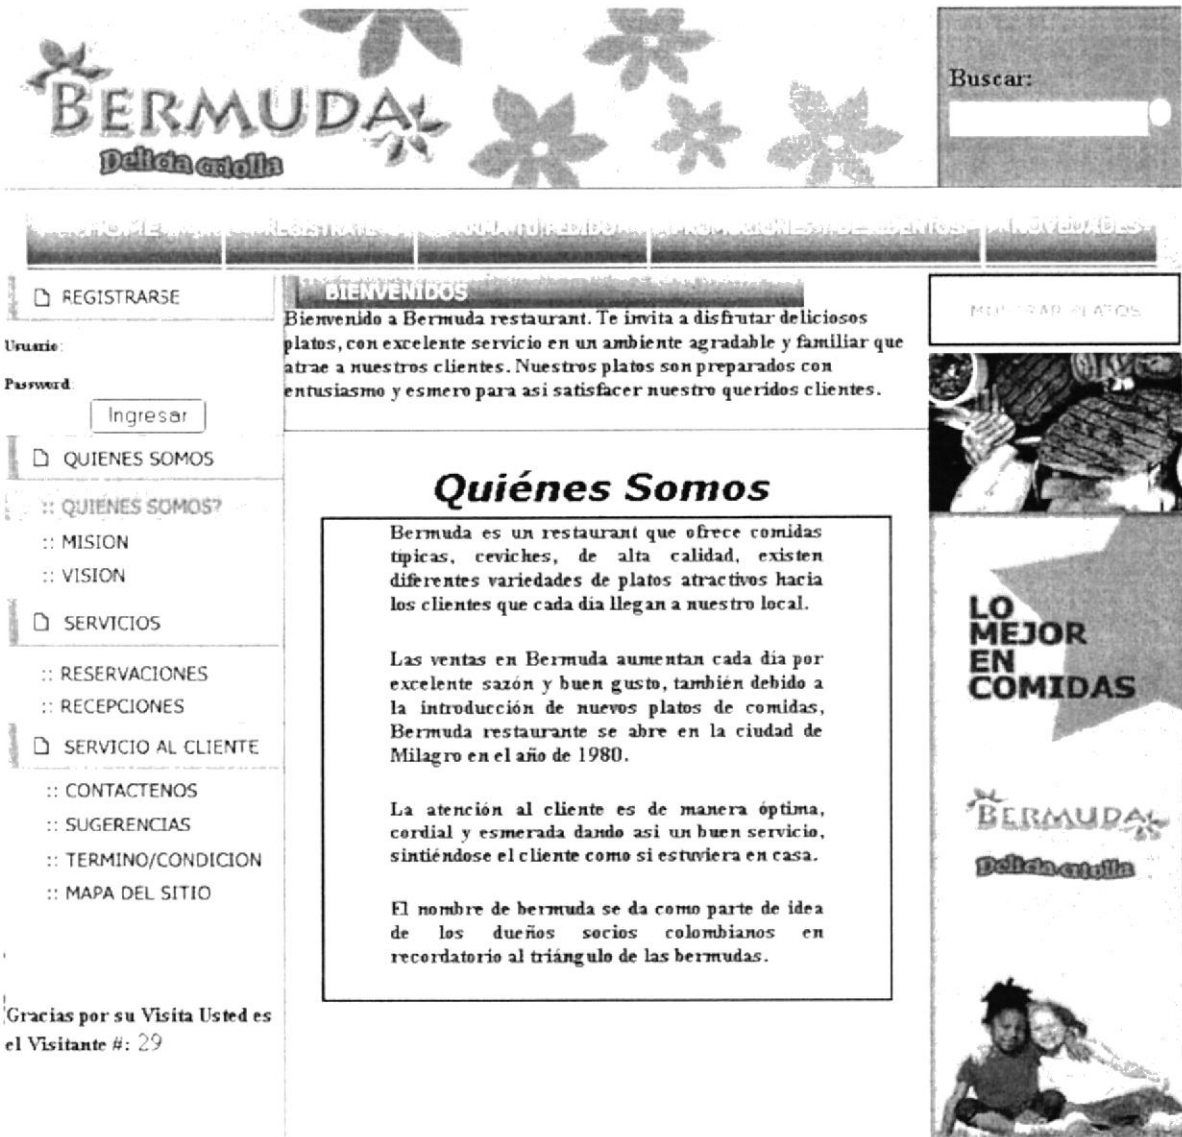 BERMUDA
Delicia criolla
Buscar:
HOME
REGISTRATE
NOVEDADES
REGISTRARSE
Usuario:
Password:
Ingresar
QUIENES SOMOS
:: QUIENES SOMOS?
:: MISION
:: VISION
SERVICIOS
:: RESERVACIONES
:: RECEPCIONES
SERVICIO AL CLIENTE
:: CONTACTENOS
:: SUGERENCIAS
:: TERMINO/CONDICION
:: MAPA DEL SITIO
Gracias por su Visita Usted es
el Visitante #: 29
BIENVENIDOS
Bienvenido a Bermuda restaurant. Te invita a disfrutar deliciosos
platos, con excelente servicio en un ambiente agradable y familiar que
atrae a nuestros clientes. Nuestros platos son preparados con
entusiasmo y esmero para asi satisfacer nuestro queridos clientes.
Quiénes Somos
Bermuda es un restaurant que ofrece comidas
tipicas, ceviches, de alta calidad, existen
diferentes variedades de platos atractivos hacia
los clientes que cada dia llegan a nuestro local.
Las ventas en Bermuda aumentan cada día por
excelente sazón y buen gusto, también debido a
la introducción de nuevos platos de comidas,
Bermuda restaurante se abre en la ciudad de
Milagro en el año de 1980.
La atención al cliente es de manera óptima,
cordial y esmerada dando asi un buen servicio,
sintiéndose el cliente como si estuviera en casa.
El nombre de bermuda se da como parte de idea
de los dueños socios colombianos en
recordatorio al triángulo de las bermudas.
MOSTRAR PLATOS
LO
MEJOR
EN
COMIDAS
BERMUDA
Delicia criolla